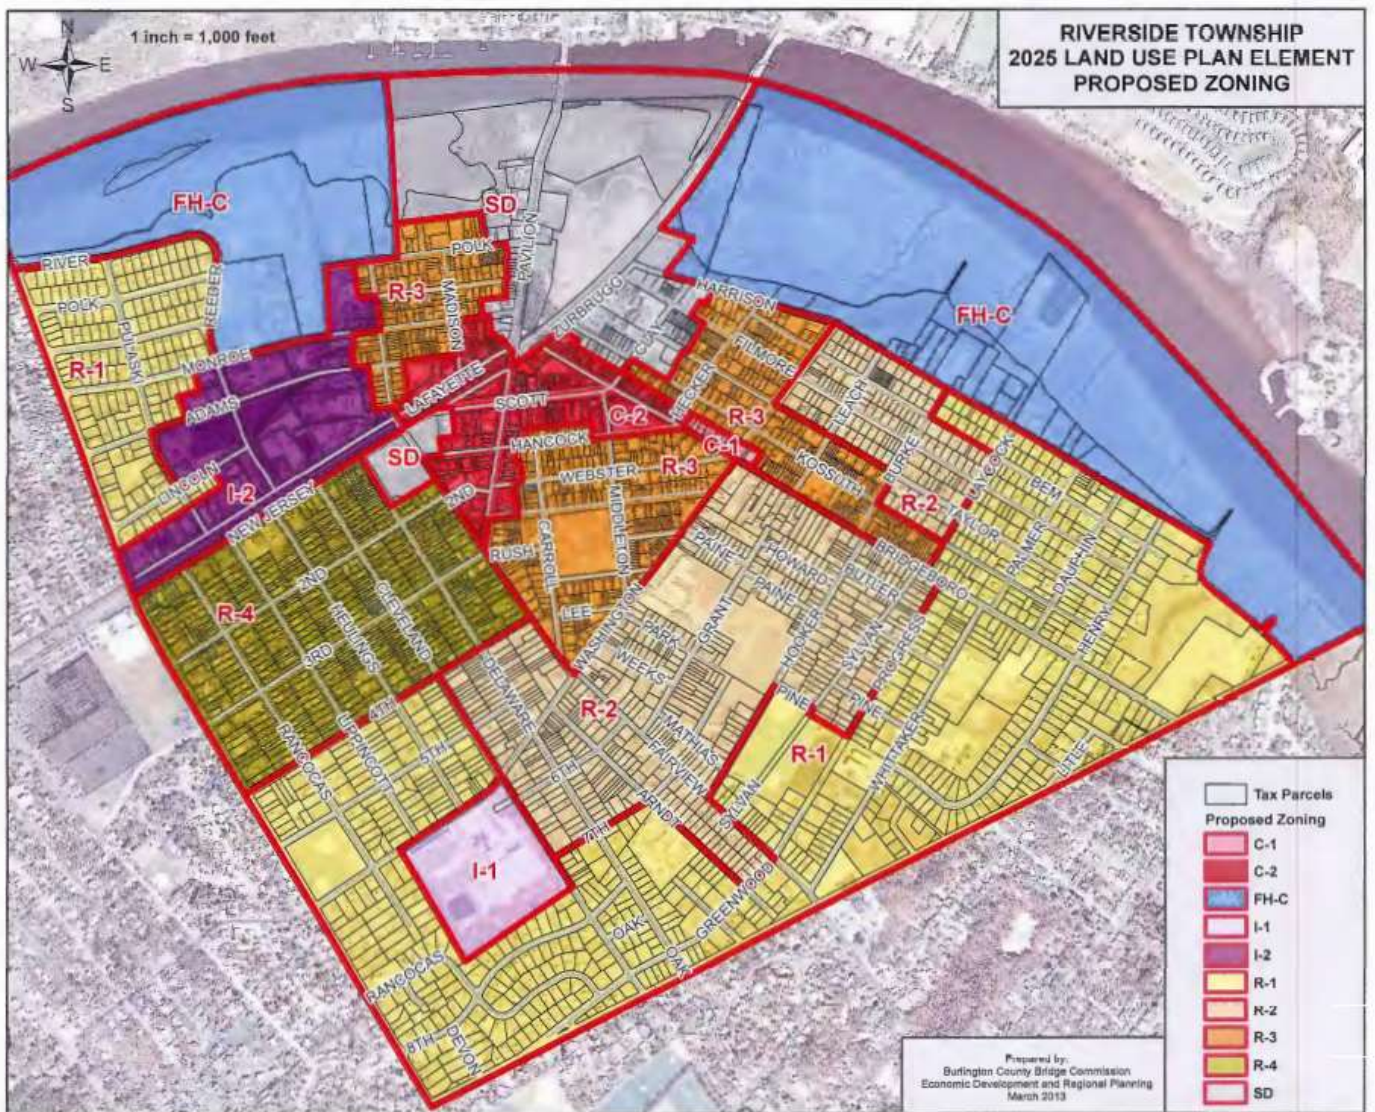 N
W E
S
1 inch = 1,000 feet
RIVERSIDE TOWNSHIP
2025 LAND USE PLAN ELEMENT
PROPOSED ZONING
FH-C
SD
RIVER
POLK
POLK
PAVILION
REEDER
R-3
MADISON
ZURBRUGG
HARRISON
FH-C
PULASKI
MONROE
R-1
LAFAYETTE
FILMORE
HECKER
LEACH
ADAMS
SCOTT
C-2
R-3
C-1
HANCOCK
BURKE
SD
WEBSTER
R-3
KOSSUTH
BEM
LINCOLN
I-2
2ND
MIDDLETON
R-2
TAYLOR
NEW JERSEY
CARROLL
RUSH
PAINE
HOWARD
BUTLER
BRIDGEBORO
PALMER
DAUPHIN
2ND
CLEVELAND
PAINE
R-4
LEE
WASHINGTON
GRANT
HOOKER
SYLVAN
PROGRESS
HENRY
3RD
PARK
WEEKS
DELAWARE
PINE
PINE
4TH
R-2
RANCOCAS
5TH
MATHIAS
FAIRVIEW
R-1
WHITTAKER
6TH
SYLVAN
7TH
ARNDT
I-1
GREENWOOD
OAK
OAK
RANCOCAS
8TH
DEVON
Tax Parcels
Proposed Zoning
C-1
C-2
FH-C
I-1
I-2
R-1
R-2
R-3
R-4
SD
Prepared by:
Burlington County Bridge Commission
Economic Development and Regional Planning
March 2013